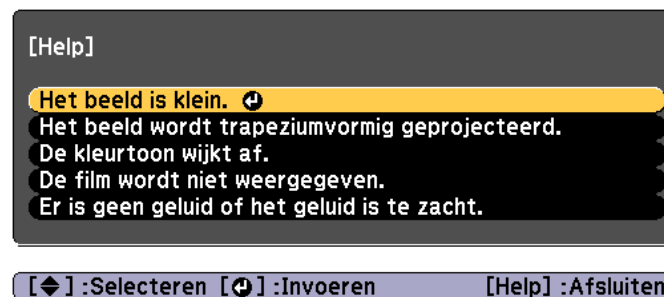 [Help]
Het beeld is klein.
Het beeld wordt trapeziumvormig geprojecteerd.
De kleurtoon wijkt af.
De film wordt niet weergegeven.
Er is geen geluid of het geluid is te zacht.
[◆] :Selecteren [↵] :Invoeren [Help] :Afsluiten